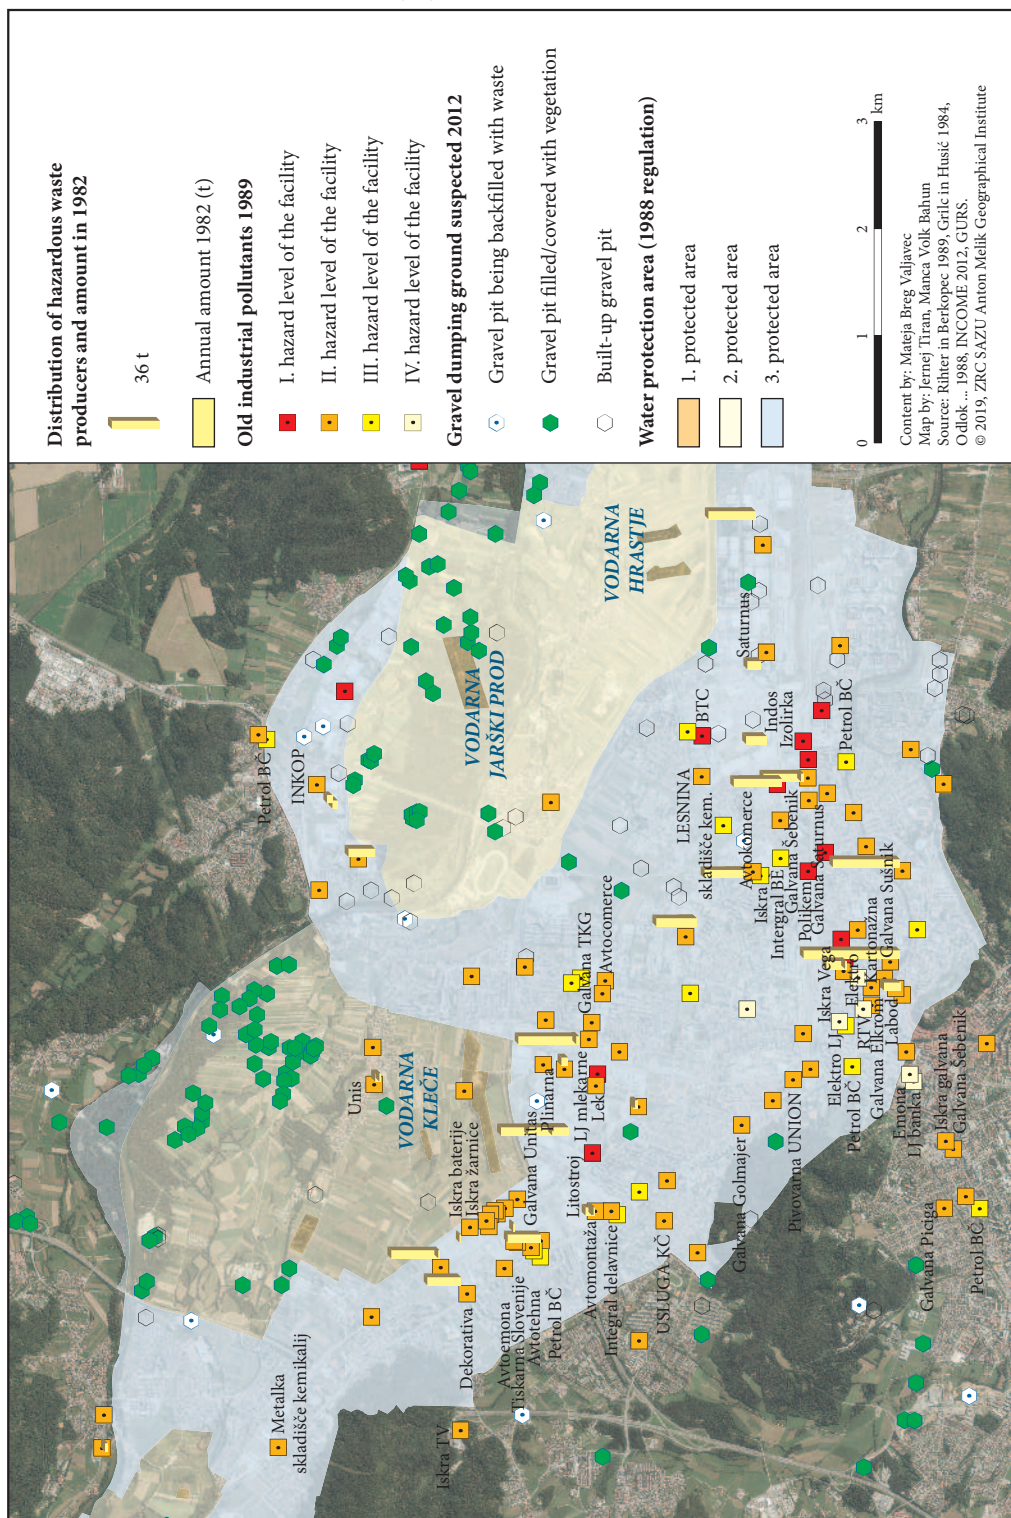 Distribution of hazardous waste
producers and amount in 1982
36 t
Annual amount 1982 (t)
Old industrial pollutants 1989
I. hazard level of the facility
II. hazard level of the facility
III. hazard level of the facility
IV. hazard level of the facility
Gravel dumping ground suspected 2012
Gravel pit being backfilled with waste
Gravel pit filled/covered with vegetation
Built-up gravel pit
Water protection area (1988 regulation)
1. protected area
2. protected area
3. protected area
0 1 2 3
km
Content by: Mateja Breg Valjavec
Map by: Jernej Tiran, Manca Volk Bahun
Source: Rihter in Berkopec 1989, Grilc in Husić 1984,
Odlok ... 1988, INCOME 2012, GURS.
© 2019, ZRC SAZU Anton Melik Geographical Institute
Metalka
skladišče kemikalij
Iskra TV
Dekorativa
Avtoemona
Tiskarna Slovenije
Avtotehna
Petrol BČ
Iskra baterije
Iskra žarnice
Galvana Unitas
Unis
VODARNA
KLEČE
Plinarna
LJ mlekarne
Lek
Litostroj
Avtomontaža
Integral delavnice
USLUGA KČ
Galvana TKG
Avtocomerce
Petrol BČ
INKOP
VODARNA
JARŠKI PROD
VODARNA
HRASTJE
LESNINA
skladišče kem.
BTC
Saturnus
Indos
Izolirka
Petrol BČ
Avtokomerce
Iskra
Intergral BE
Galvana Šebenik
Polikem
Galvana Saturnus
Galvana Sušnik
Kartonažna
Elektro
Iskra Vega
Elektro LJ
RTV
Galvana Elkrom
Labod
Petrol BČ
Pivovarna UNION
Galvana Golmajer
Emona
LJ banka
Iskra galvana
Galvana Šebenik
Galvana Piciga
Petrol BČ